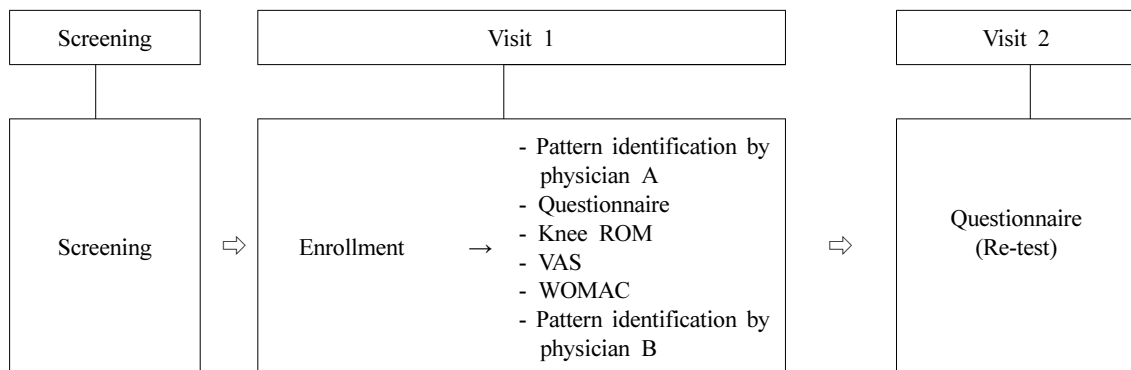 Screening
Visit 1
Visit 2
Screening
⇨
Enrollment
→
- Pattern identification by
physician A
- Questionnaire
- Knee ROM
- VAS
- WOMAC
- Pattern identification by
physician B
⇨
Questionnaire
(Re-test)